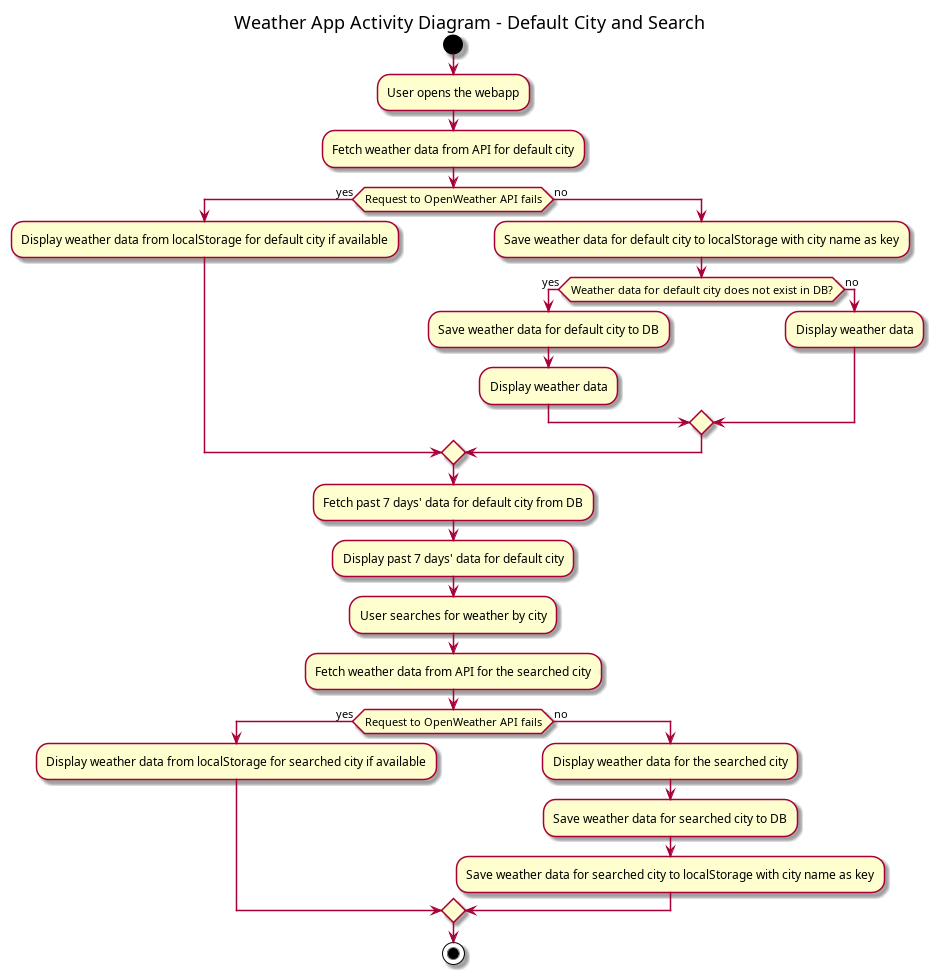 Weather App Activity Diagram - Default City and Search
User opens the webapp
Fetch weather data from API for default city
yes
Request to OpenWeather API fails
no
Display weather data from localStorage for default city if available
Save weather data for default city to localStorage with city name as key
yes
Weather data for default city does not exist in DB?
no
Save weather data for default city to DB
Display weather data
Display weather data
Fetch past 7 days' data for default city from DB
Display past 7 days' data for default city
User searches for weather by city
Fetch weather data from API for the searched city
yes
Request to OpenWeather API fails
no
Display weather data from localStorage for searched city if available
Display weather data for the searched city
Save weather data for searched city to DB
Save weather data for searched city to localStorage with city name as key